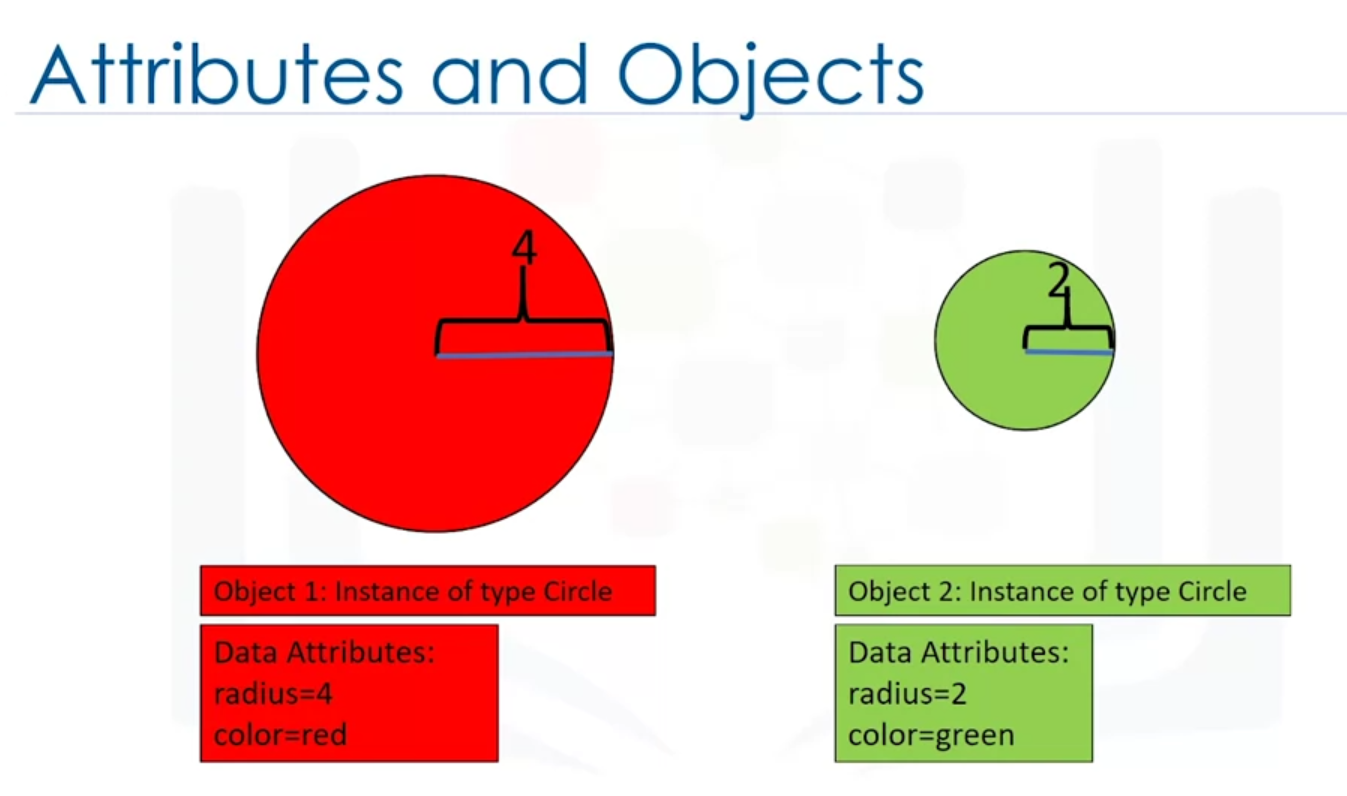 Attributes and Objects
4
2
Object 1: Instance of type Circle
Data Attributes:
radius=4
color=red
Object 2: Instance of type Circle
Data Attributes:
radius=2
color=green